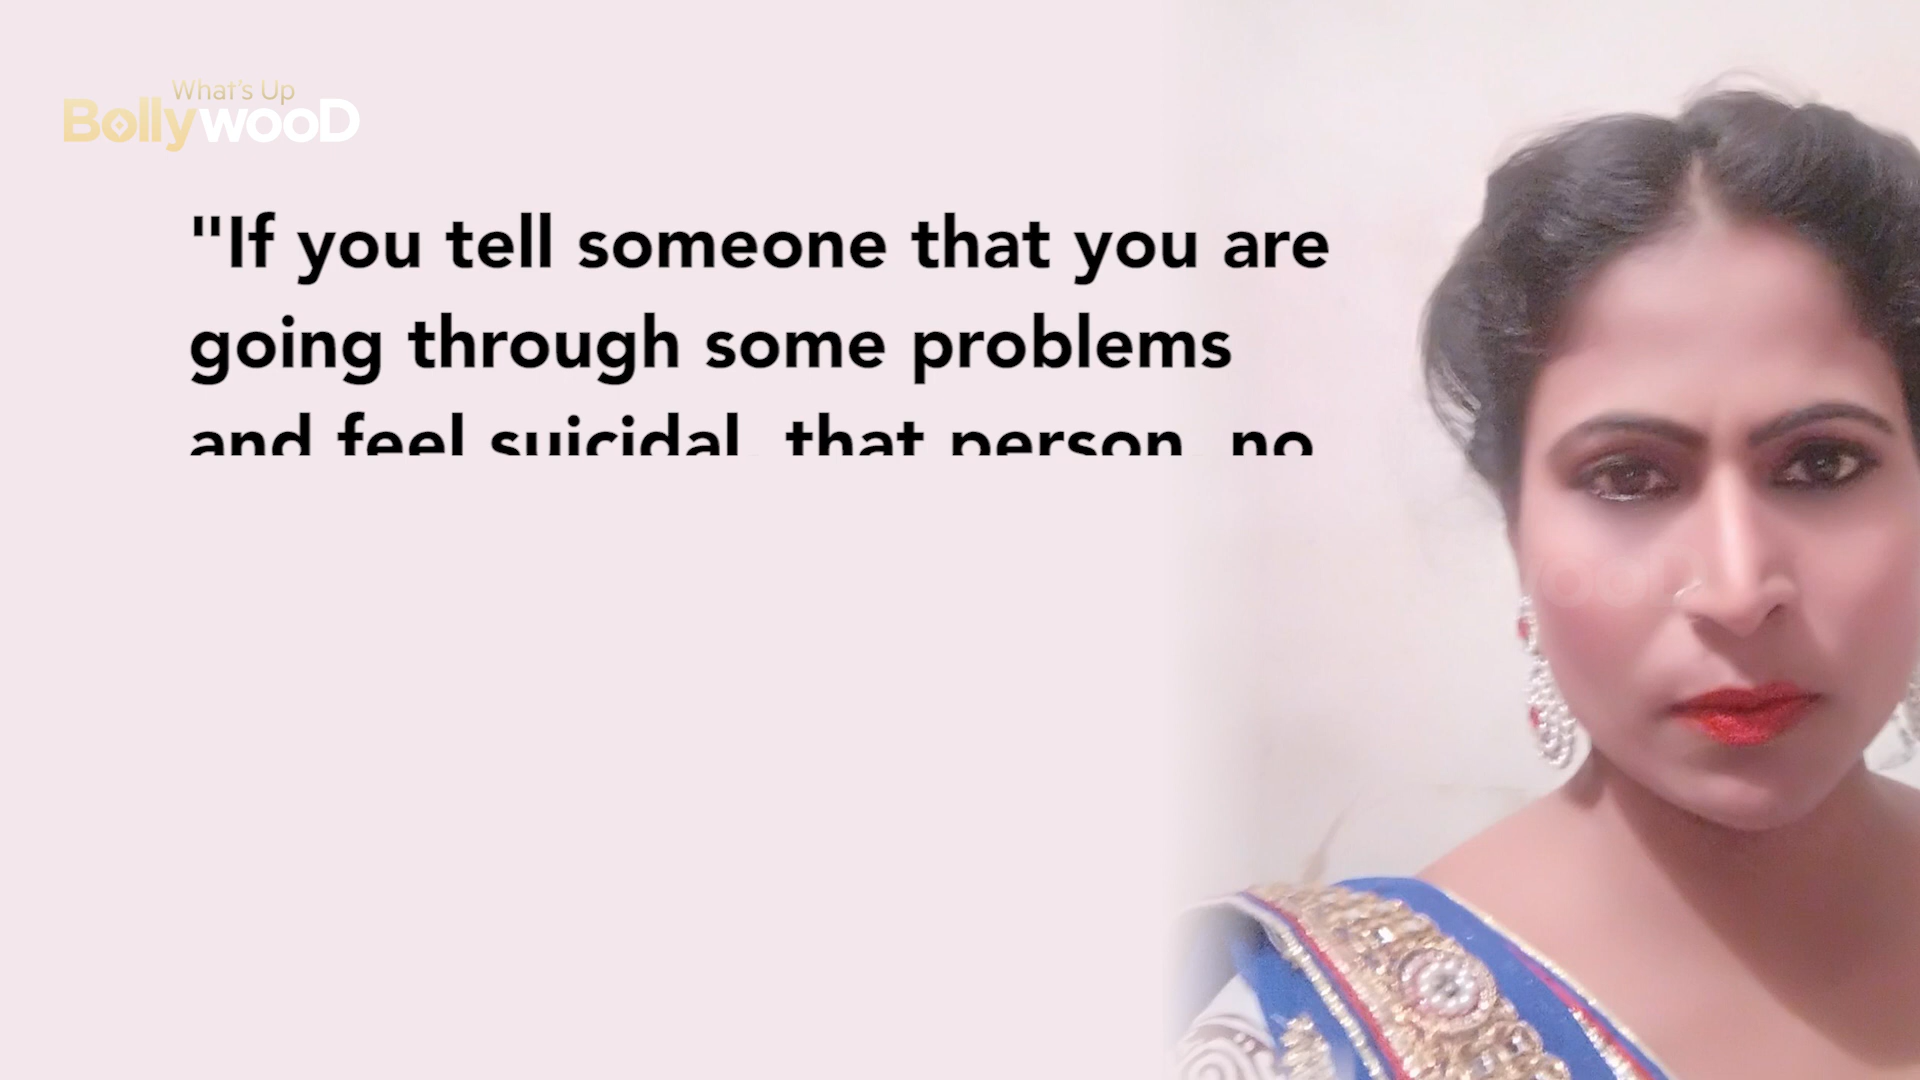 What's Up
BollywooD
"If you tell someone that you are
going through some problems
and feel suicidal, that person, no